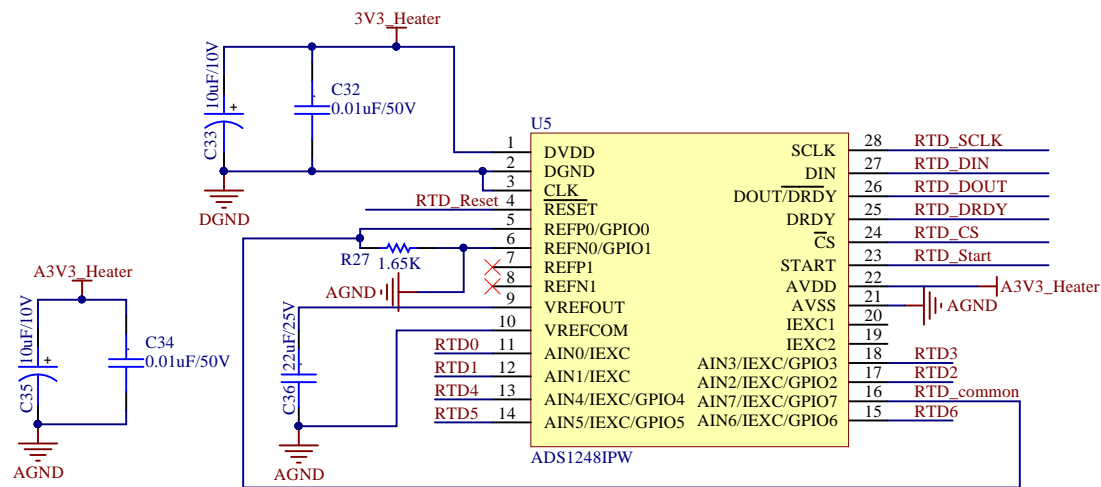 3V3_Heater
10uF/10V
C33
C32
0.01uF/50V
DGND
A3V3_Heater
10uF/10V
C35
C34
0.01uF/50V
AGND
RTD_Reset
R27
1.65K
AGND
22uF/25V
C36
AGND
RTD0
RTD1
RTD4
RTD5
U5
1 DVDD
2 DGND
3 CLK
4 RESET
5 REFP0/GPIO0
6 REFN0/GPIO1
7 REFP1
8 REFN1
9 VREFOUT
10 VREFCOM
11 AIN0/IEXC
12 AIN1/IEXC
13 AIN4/IEXC/GPIO4
14 AIN5/IEXC/GPIO5
SCLK 28 RTD_SCLK
DIN 27 RTD_DIN
DOUT/DRDY 26 RTD_DOUT
DRDY 25 RTD_DRDY
CS 24 RTD_CS
START 23 RTD_Start
AVDD 22 A3V3_Heater
AVSS 21 AGND
IEXC1 20
IEXC2 19
AIN3/IEXC/GPIO3 18 RTD3
AIN2/IEXC/GPIO2 17 RTD2
AIN7/IEXC/GPIO7 16 RTD_common
AIN6/IEXC/GPIO6 15 RTD6
ADS1248IPW